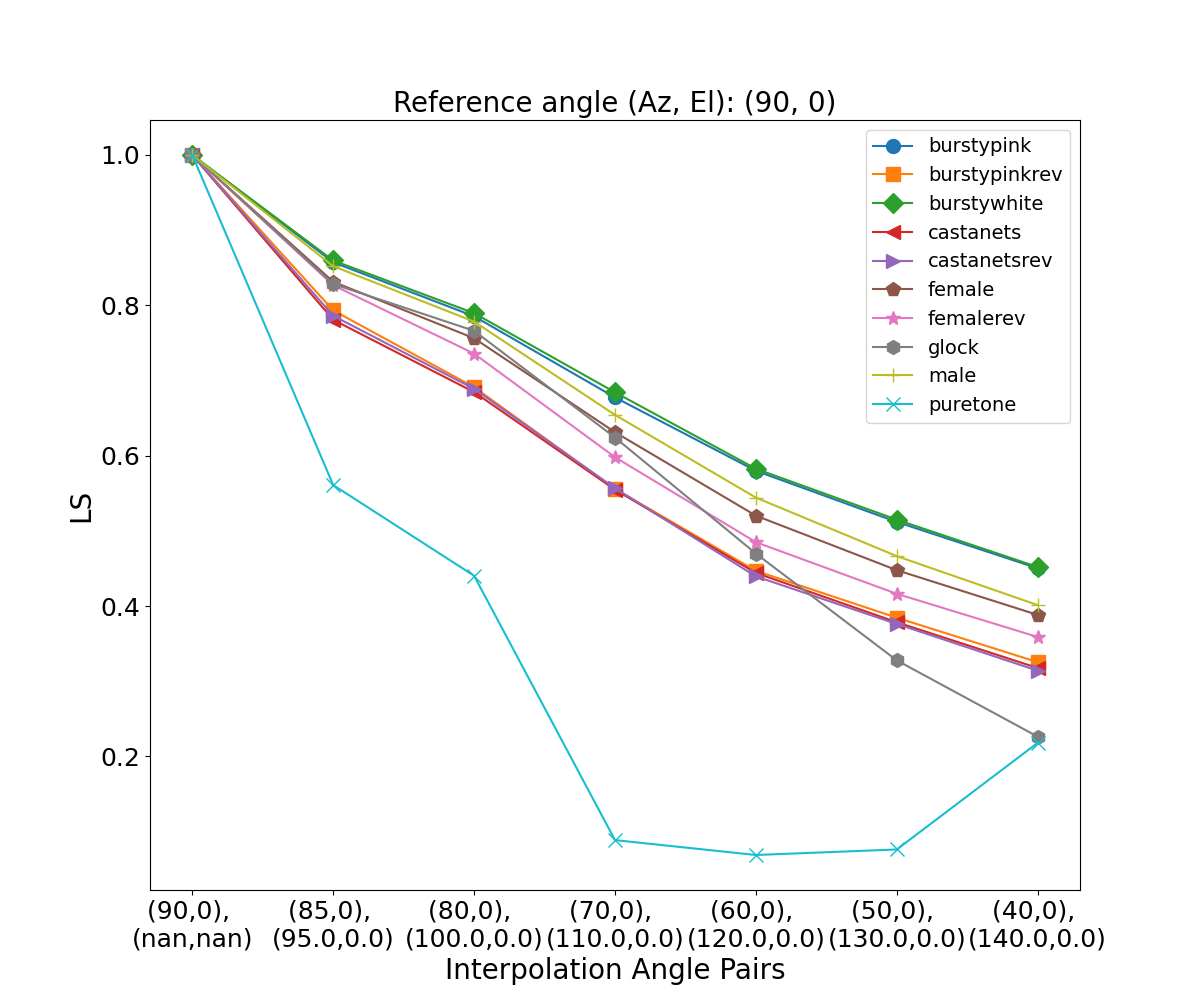 Reference angle (Az, El): (90, 0)
1.0
0.8
0.6
0.4
0.2
LS
burstypink
burstypinkrev
burstywhite
castanets
castanetsrev
female
femalerev
glock
male
puretone
(90,0), (85,0), (80,0), (70,0), (60,0), (50,0), (40,0),
(nan,nan) (95.0,0.0) (100.0,0.0) (110.0,0.0) (120.0,0.0) (130.0,0.0) (140.0,0.0)
Interpolation Angle Pairs